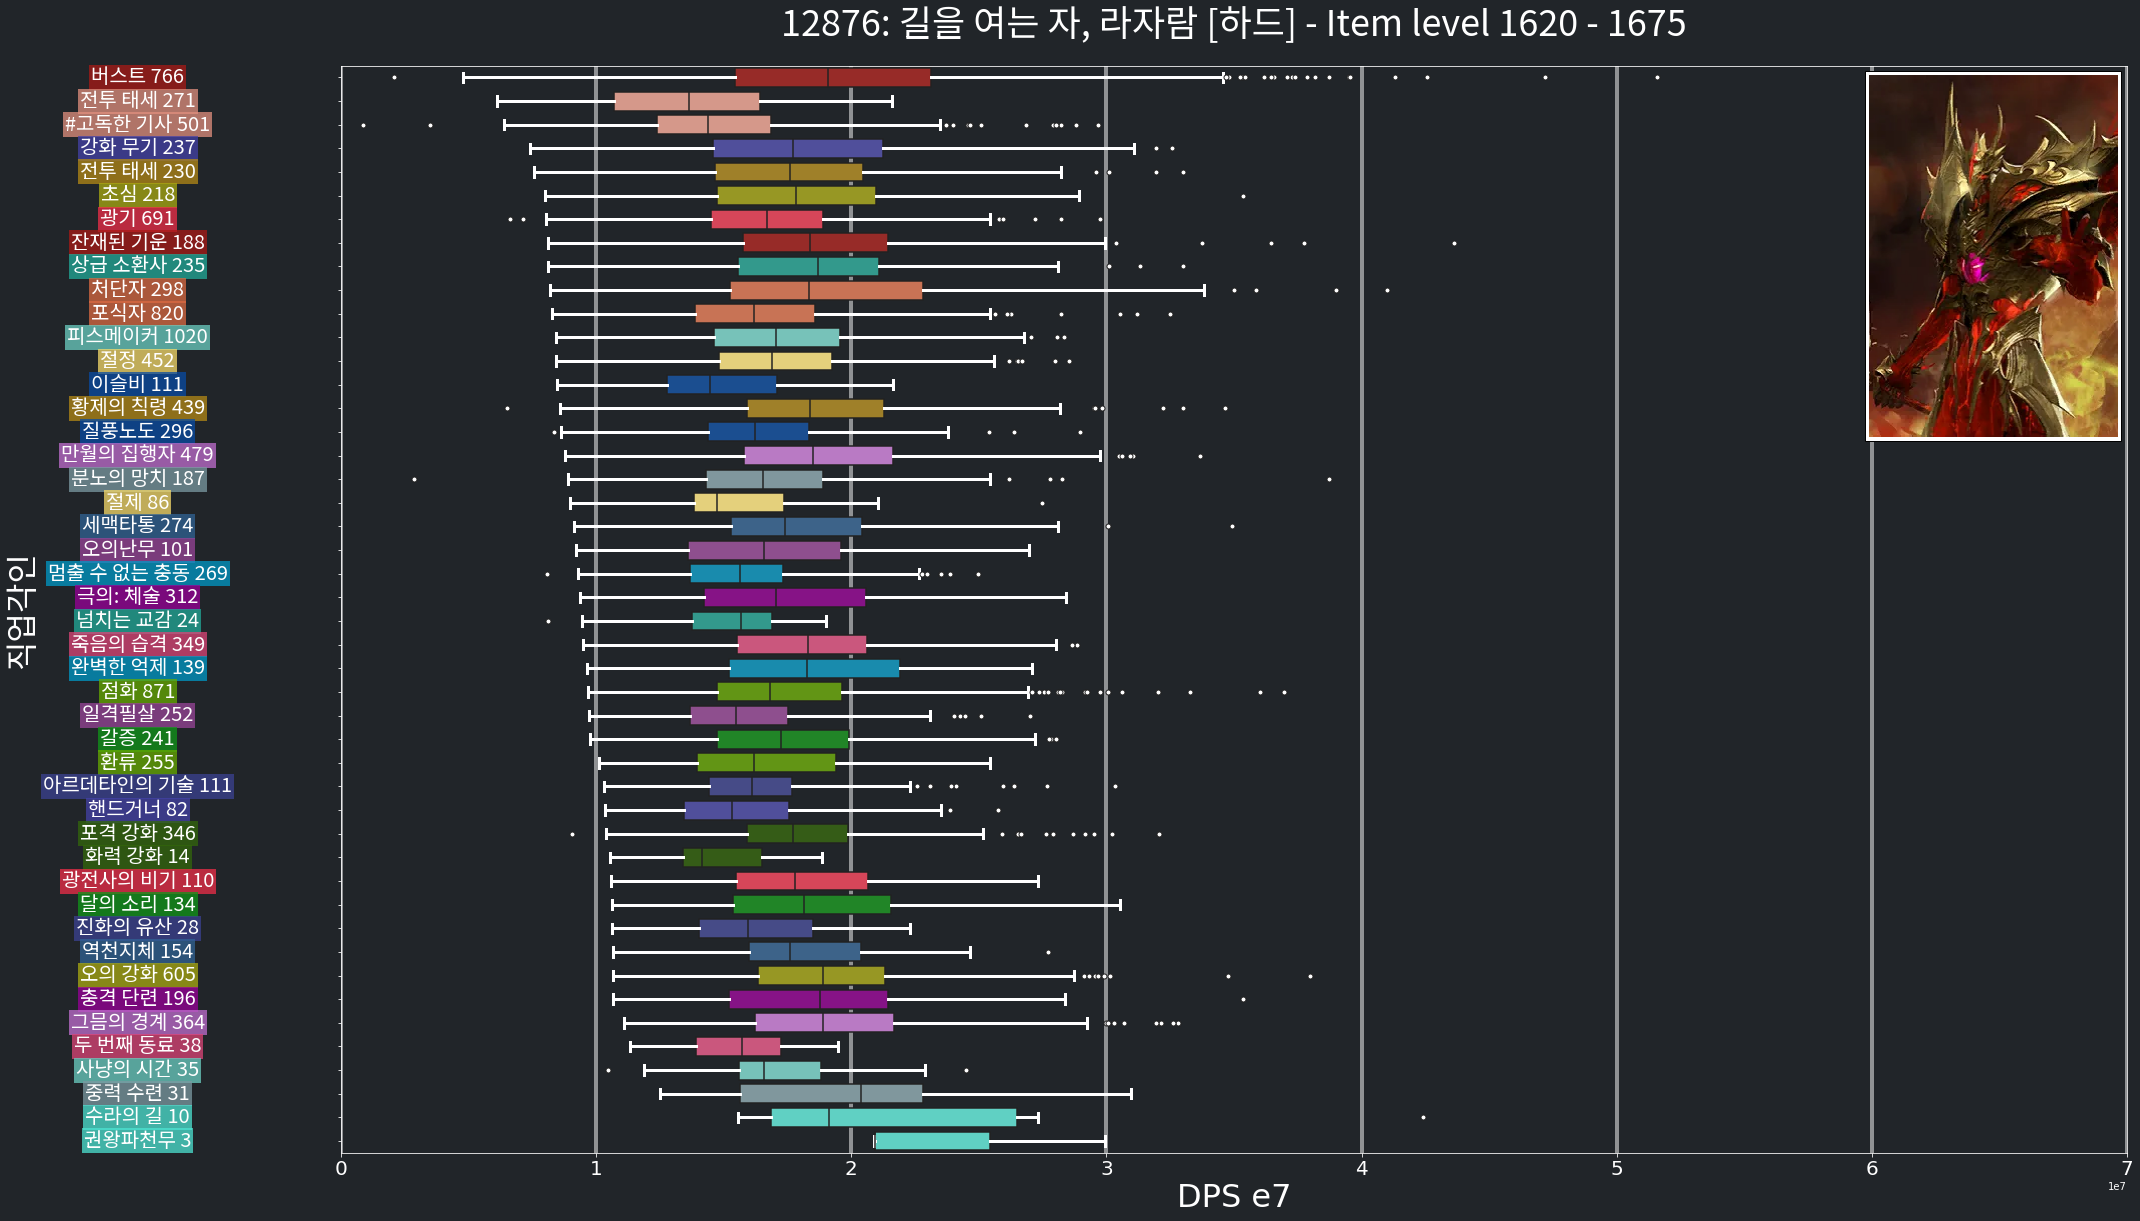 12876: 길을 여는 자, 라자람 [하드] - Item level 1620 - 1675
버스트 766
전투 태세 271
#고독한 기사 501
강화 무기 237
전투 태세 230
초심 218
광기 691
잔재된 기운 188
상급 소환사 235
처단자 298
포식자 820
피스메이커 1020
절정 452
이슬비 111
황제의 칙령 439
질풍노도 296
만월의 집행자 479
분노의 망치 187
절제 86
세맥타통 274
오의난무 101
멈출 수 없는 충동 269
극의: 체술 312
넘치는 교감 24
죽음의 습격 349
완벽한 억제 139
점화 871
일격필살 252
갈증 241
환류 255
아르데타인의 기술 111
핸드거너 82
포격 강화 346
화력 강화 14
광전사의 비기 110
달의 소리 134
진화의 유산 28
역천지체 154
오의 강화 605
충격 단련 196
그믐의 경계 364
두 번째 동료 38
사냥의 시간 35
중력 수련 31
수라의 길 10
권왕파천무 3
직업각인
0 1 2 3 4 5 6 7
DPS e7
1e7